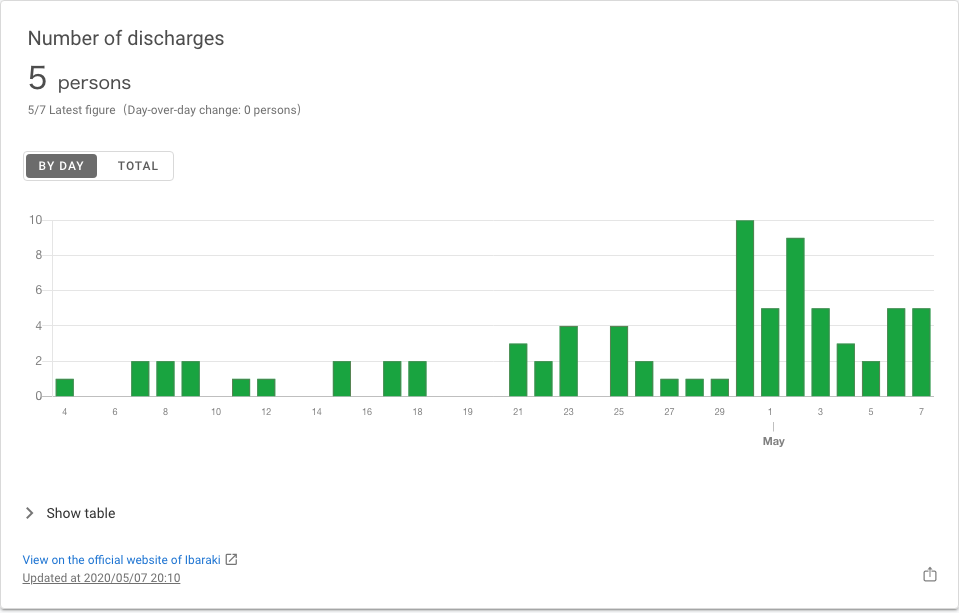 Number of discharges
5 persons
5/7 Latest figure (Day-over-day change: 0 persons)
BY DAY TOTAL
10
8
6
4
2
0
4 6 8 10 12 14 16 18 19 21 23 25 27 29 1 3 5 7
May
Show table
View on the official website of Ibaraki
Updated at 2020/05/07 20:10